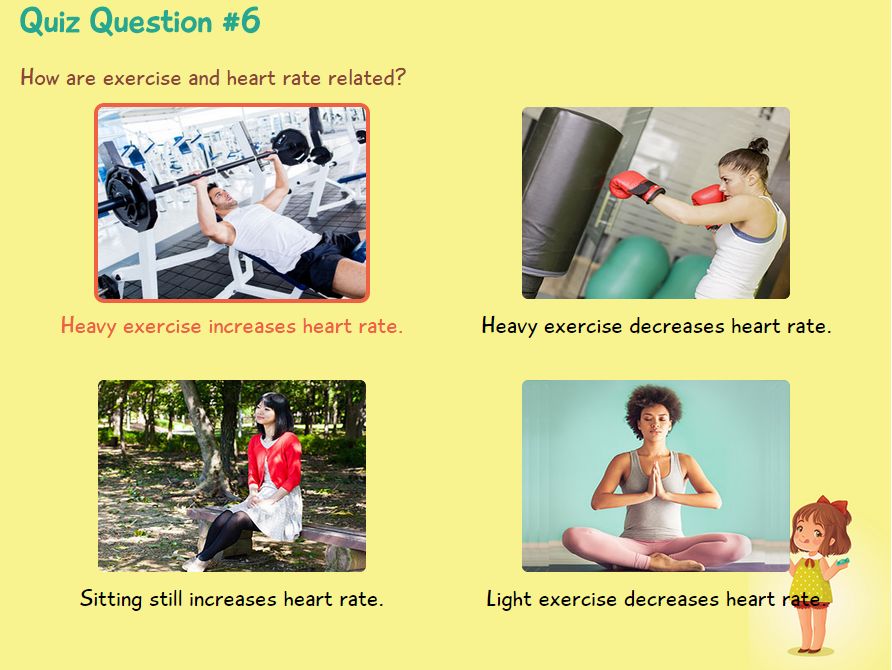 Quiz Question #6
How are exercise and heart rate related?
Heavy exercise increases heart rate.
Heavy exercise decreases heart rate.
Sitting still increases heart rate.
Light exercise decreases heart rate.